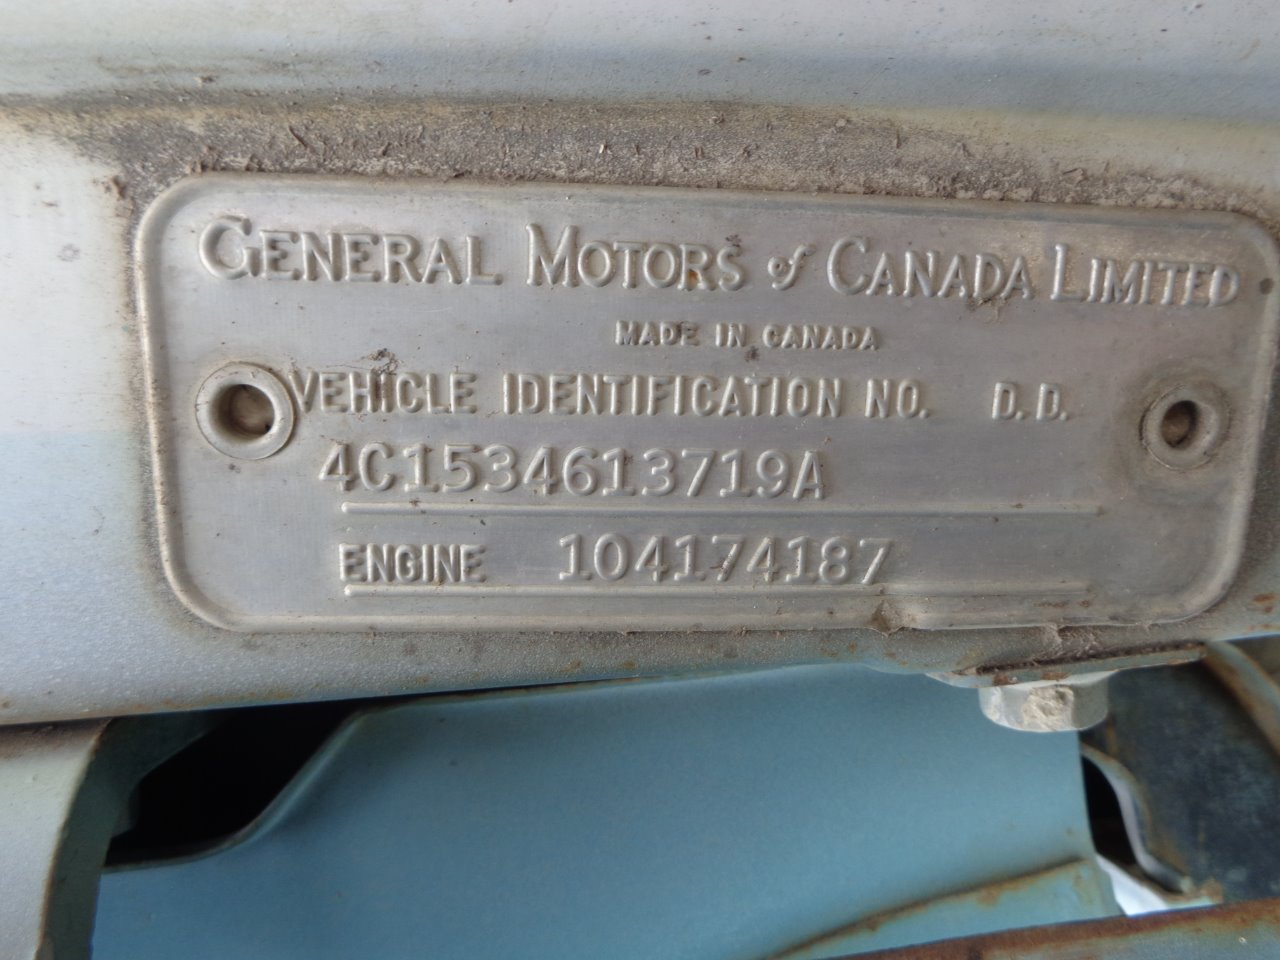 GENERAL MOTORS of CANADA LIMITED
MADE IN CANADA
VEHICLE IDENTIFICATION NO. D.D.
4C1534613719A
ENGINE 104174187